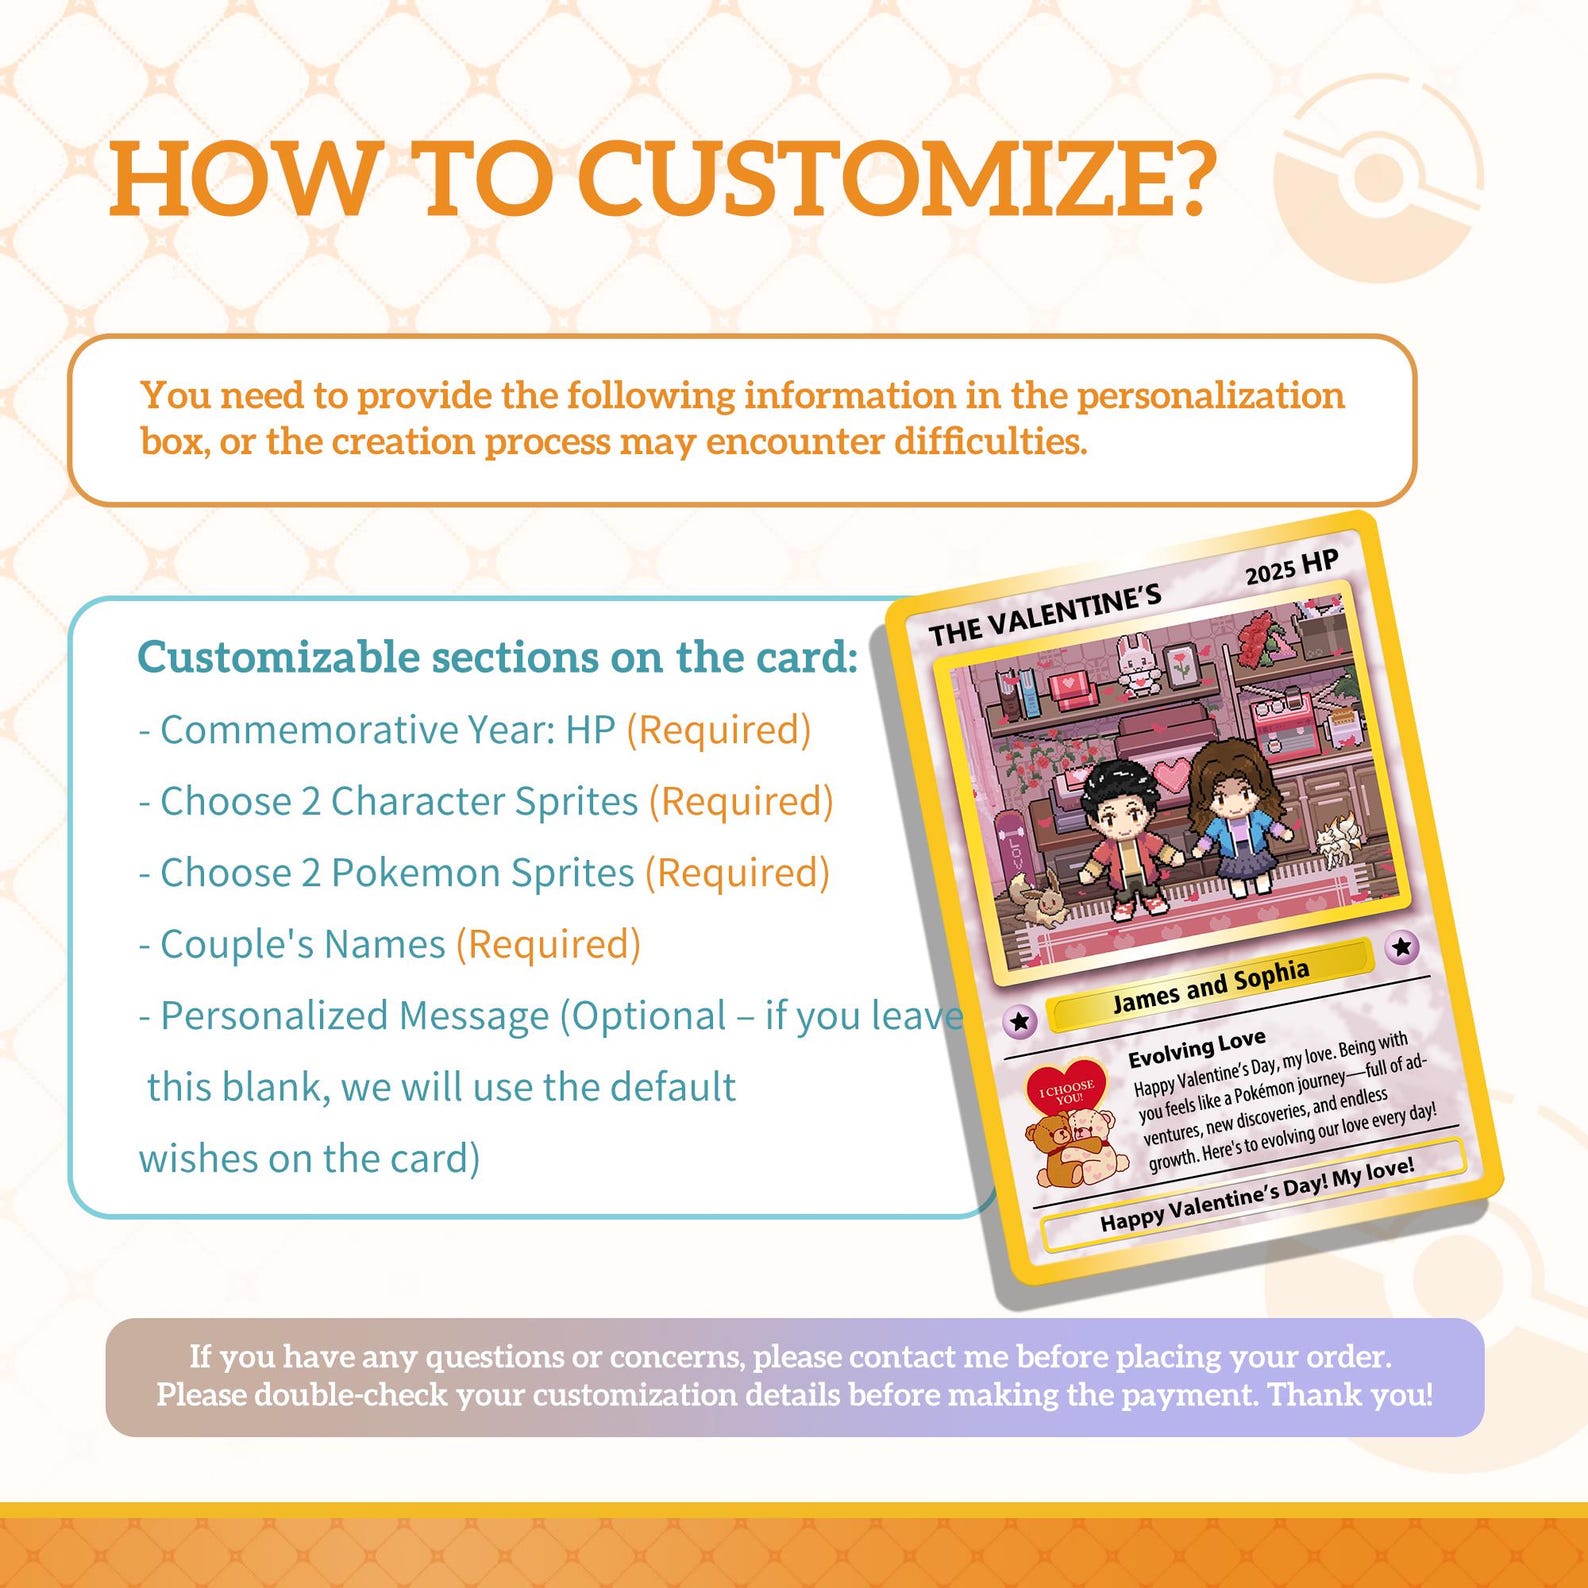 HOW TO CUSTOMIZE?
You need to provide the following information in the personalization
box, or the creation process may encounter difficulties.
Customizable sections on the card:
- Commemorative Year: HP (Required)
- Choose 2 Character Sprites (Required)
- Choose 2 Pokemon Sprites (Required)
- Couple's Names (Required)
- Personalized Message (Optional – if you leave
this blank, we will use the default
wishes on the card)
THE VALENTINE'S
2025 HP
LOV
James and Sophia
Evolving Love
Happy Valentine's Day, my love. Being with
you feels like a Pokémon journey—full of ad-
ventures, new discoveries, and endless
growth. Here's to evolving our love every day!
I CHOOSE
YOU!
Happy Valentine's Day! My love!
If you have any questions or concerns, please contact me before placing your order.
Please double-check your customization details before making the payment. Thank you!